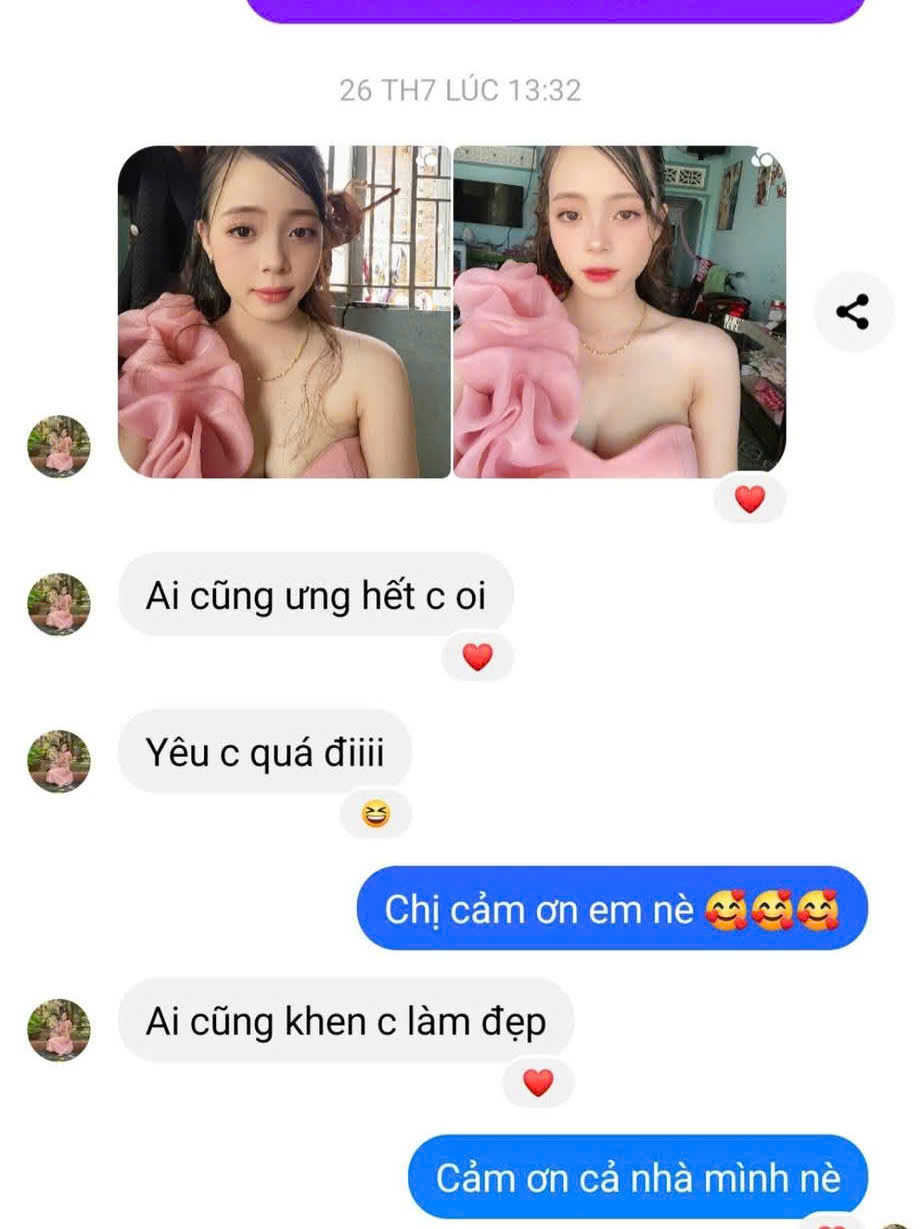 26 TH7 LÚC 13:32
Ai cũng ưng hết c oi
Yêu c quá điiii
Chị cảm ơn em nè 🥰🥰🥰
Ai cũng khen c làm đẹp
Cảm ơn cả nhà mình nè